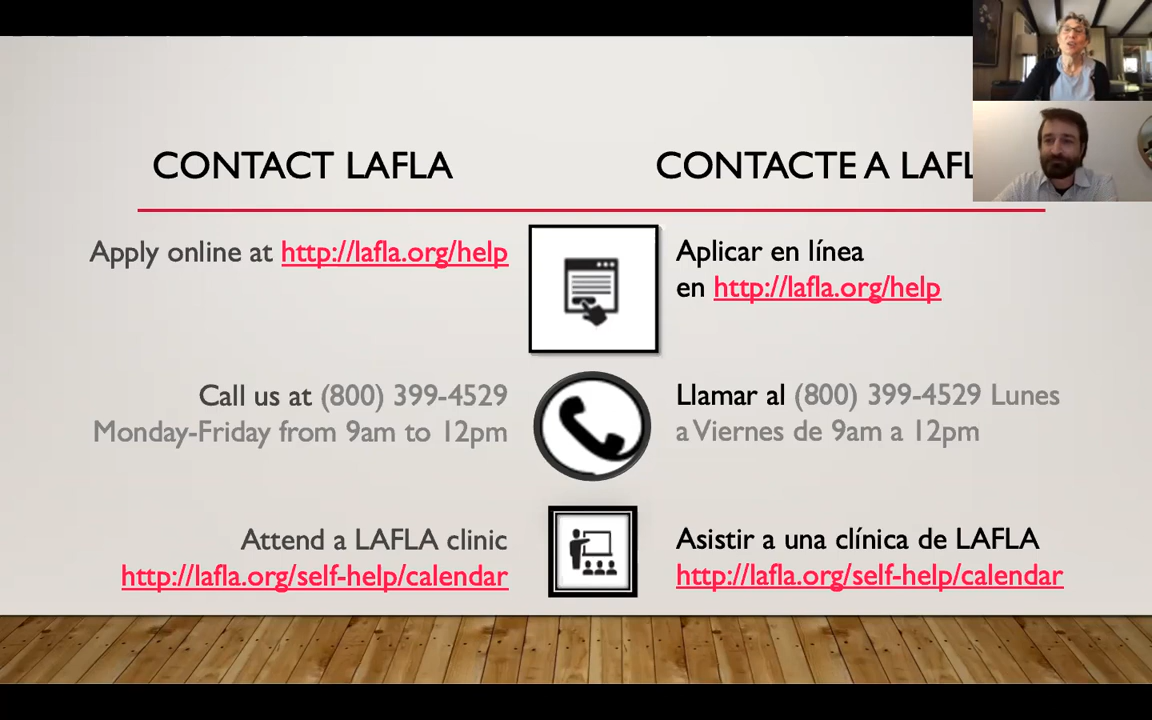 CONTACT LAFLA
CONTACTE A LAFL
Apply online at http://lafla.org/help
Aplicar en línea
en http://lafla.org/help
Call us at (800) 399-4529
Monday-Friday from 9am to 12pm
Llamar al (800) 399-4529 Lunes
a Viernes de 9am a 12pm
Attend a LAFLA clinic
http://lafla.org/self-help/calendar
Asistir a una clínica de LAFLA
http://lafla.org/self-help/calendar